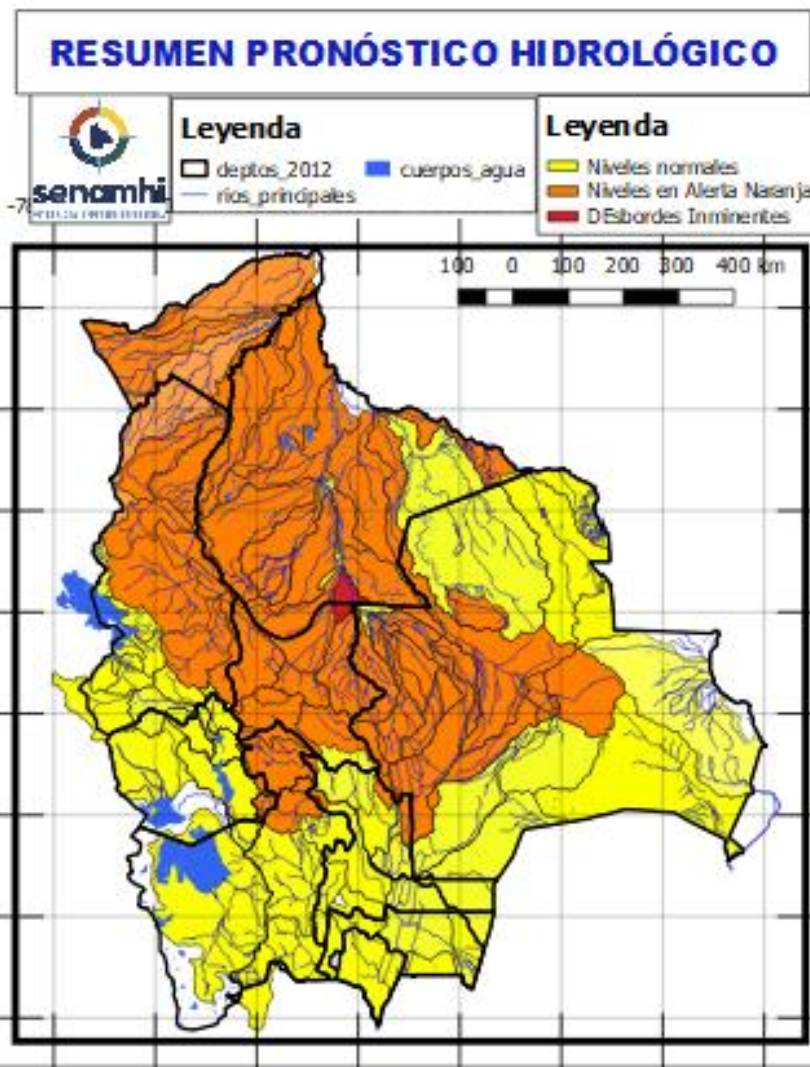 RESUMEN PRONÓSTICO HIDROLÓGICO
senamhi
Leyenda
deptos_2012
cuerpos_agua
rios_principales
Leyenda
Niveles normales
Niveles en Alerta Naranja
DEsbordes Inminentes
100 0 100 200 300 400 km